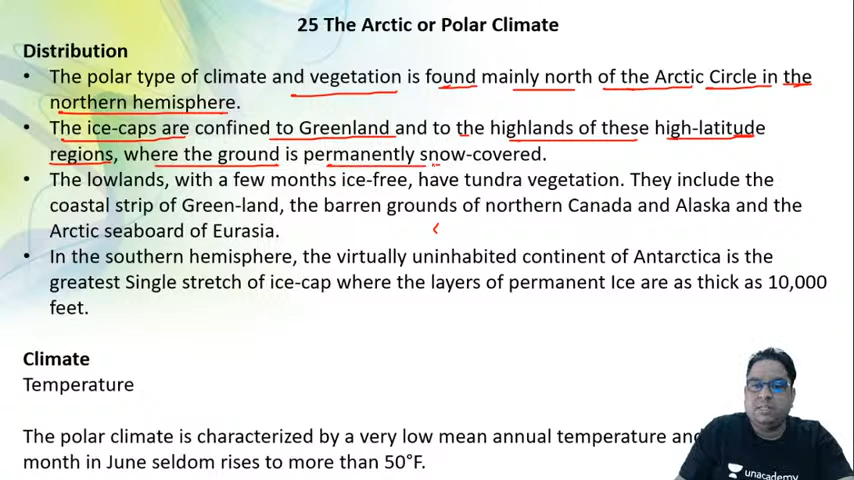 25 The Arctic or Polar Climate
Distribution
• The polar type of climate and vegetation is found mainly north of the Arctic Circle in the
northern hemisphere.
• The ice-caps are confined to Greenland and to the highlands of these high-latitude
regions, where the ground is permanently snow-covered.
• The lowlands, with a few months ice-free, have tundra vegetation. They include the
coastal strip of Green-land, the barren grounds of northern Canada and Alaska and the
Arctic seaboard of Eurasia.
• In the southern hemisphere, the virtually uninhabited continent of Antarctica is the
greatest Single stretch of ice-cap where the layers of permanent Ice are as thick as 10,000
feet.
Climate
Temperature
The polar climate is characterized by a very low mean annual temperature and
month in June seldom rises to more than 50°F.
unacademy